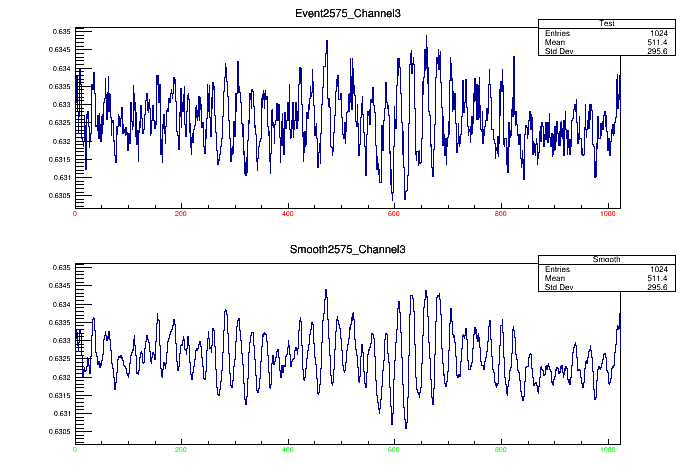 Event2575_Channel3
Test
Entries 1024
Mean 511.4
Std Dev 295.6
0.635
0.6345
0.634
0.6335
0.633
0.6325
0.632
0.6315
0.631
0.6305
0 200 400 600 800 1000
Smooth2575_Channel3
Smooth
Entries 1024
Mean 511.4
Std Dev 295.6
0.635
0.6345
0.634
0.6335
0.633
0.6325
0.632
0.6315
0.631
0.6305
0 200 400 600 800 1000